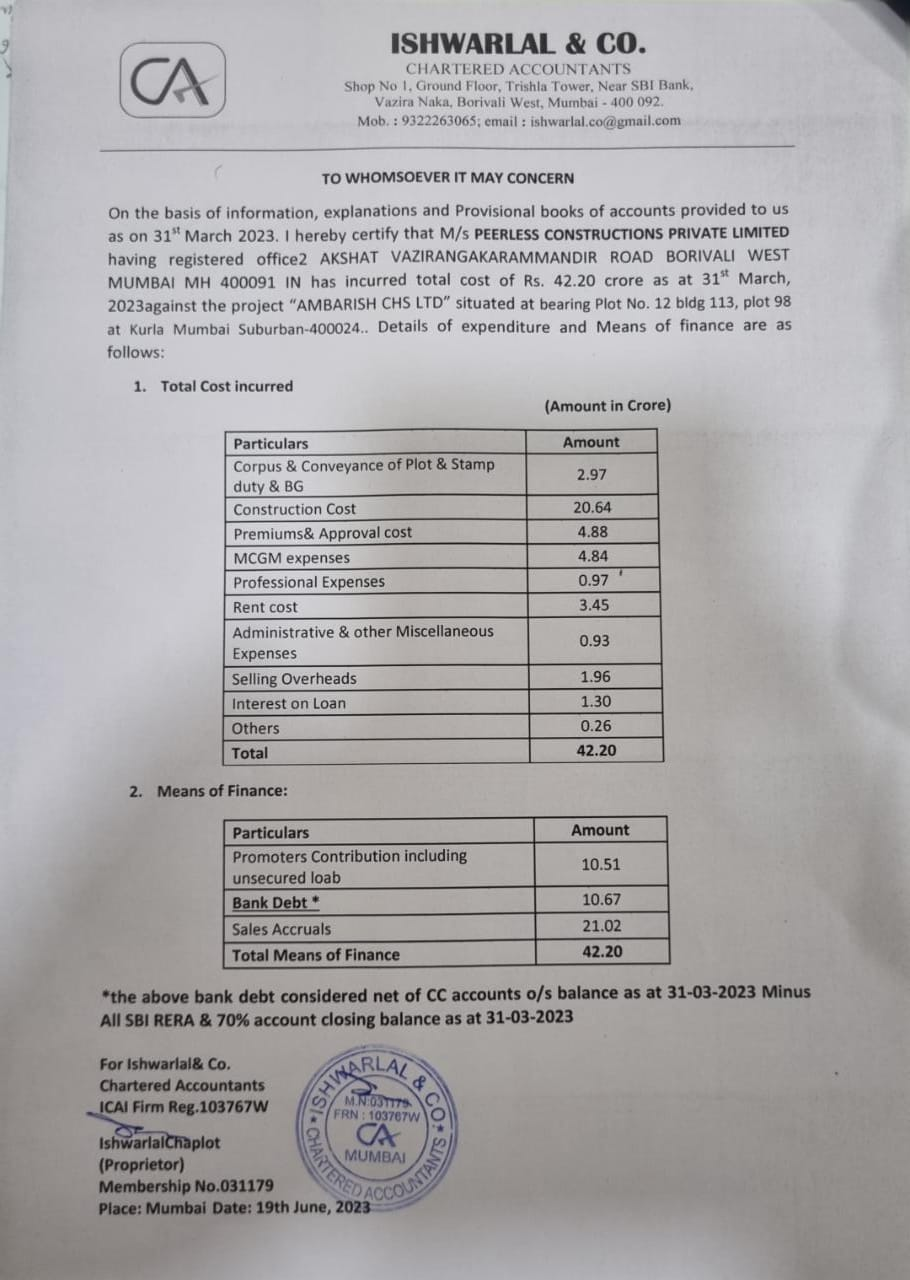 CA
ISHWARLAL & CO.
CHARTERED ACCOUNTANTS
Shop No 1, Ground Floor, Trishla Tower, Near SBI Bank,
Vazira Naka, Borivali West, Mumbai - 400 092.
Mob. : 9322263065; email : ishwarlal.co@gmail.com
TO WHOMSOEVER IT MAY CONCERN
On the basis of information, explanations and Provisional books of accounts provided to us
as on 31st March 2023. I hereby certify that M/s PEERLESS CONSTRUCTIONS PRIVATE LIMITED
having registered office2 AKSHAT VAZIRANGAKARAMMANDIR ROAD BORIVALI WEST
MUMBAI MH 400091 IN has incurred total cost of Rs. 42.20 crore as at 31st March,
2023against the project "AMBARISH CHS LTD" situated at bearing Plot No. 12 bldg 113, plot 98
at Kurla Mumbai Suburban-400024.. Details of expenditure and Means of finance are as
follows:
1. Total Cost incurred
(Amount in Crore)
Particulars Amount
Corpus & Conveyance of Plot & Stamp
duty & BG 2.97
Construction Cost 20.64
Premiums& Approval cost 4.88
MCGM expenses 4.84
Professional Expenses 0.97
Rent cost 3.45
Administrative & other Miscellaneous
Expenses 0.93
Selling Overheads 1.96
Interest on Loan 1.30
Others 0.26
Total 42.20
2. Means of Finance:
Particulars Amount
Promoters Contribution including
unsecured loab 10.51
Bank Debt * 10.67
Sales Accruals 21.02
Total Means of Finance 42.20
*the above bank debt considered net of CC accounts o/s balance as at 31-03-2023 Minus
All SBI RERA & 70% account closing balance as at 31-03-2023
For Ishwarlal& Co.
Chartered Accountants
ICAI Firm Reg.103767W
IshwarlalChaplot
(Proprietor)
Membership No.031179
Place: Mumbai Date: 19th June, 2023
ISHWARLAL & CO.
M.N:031179
FRN : 103767W
CA
MUMBAI
CHARTERED ACCOUNTANTS